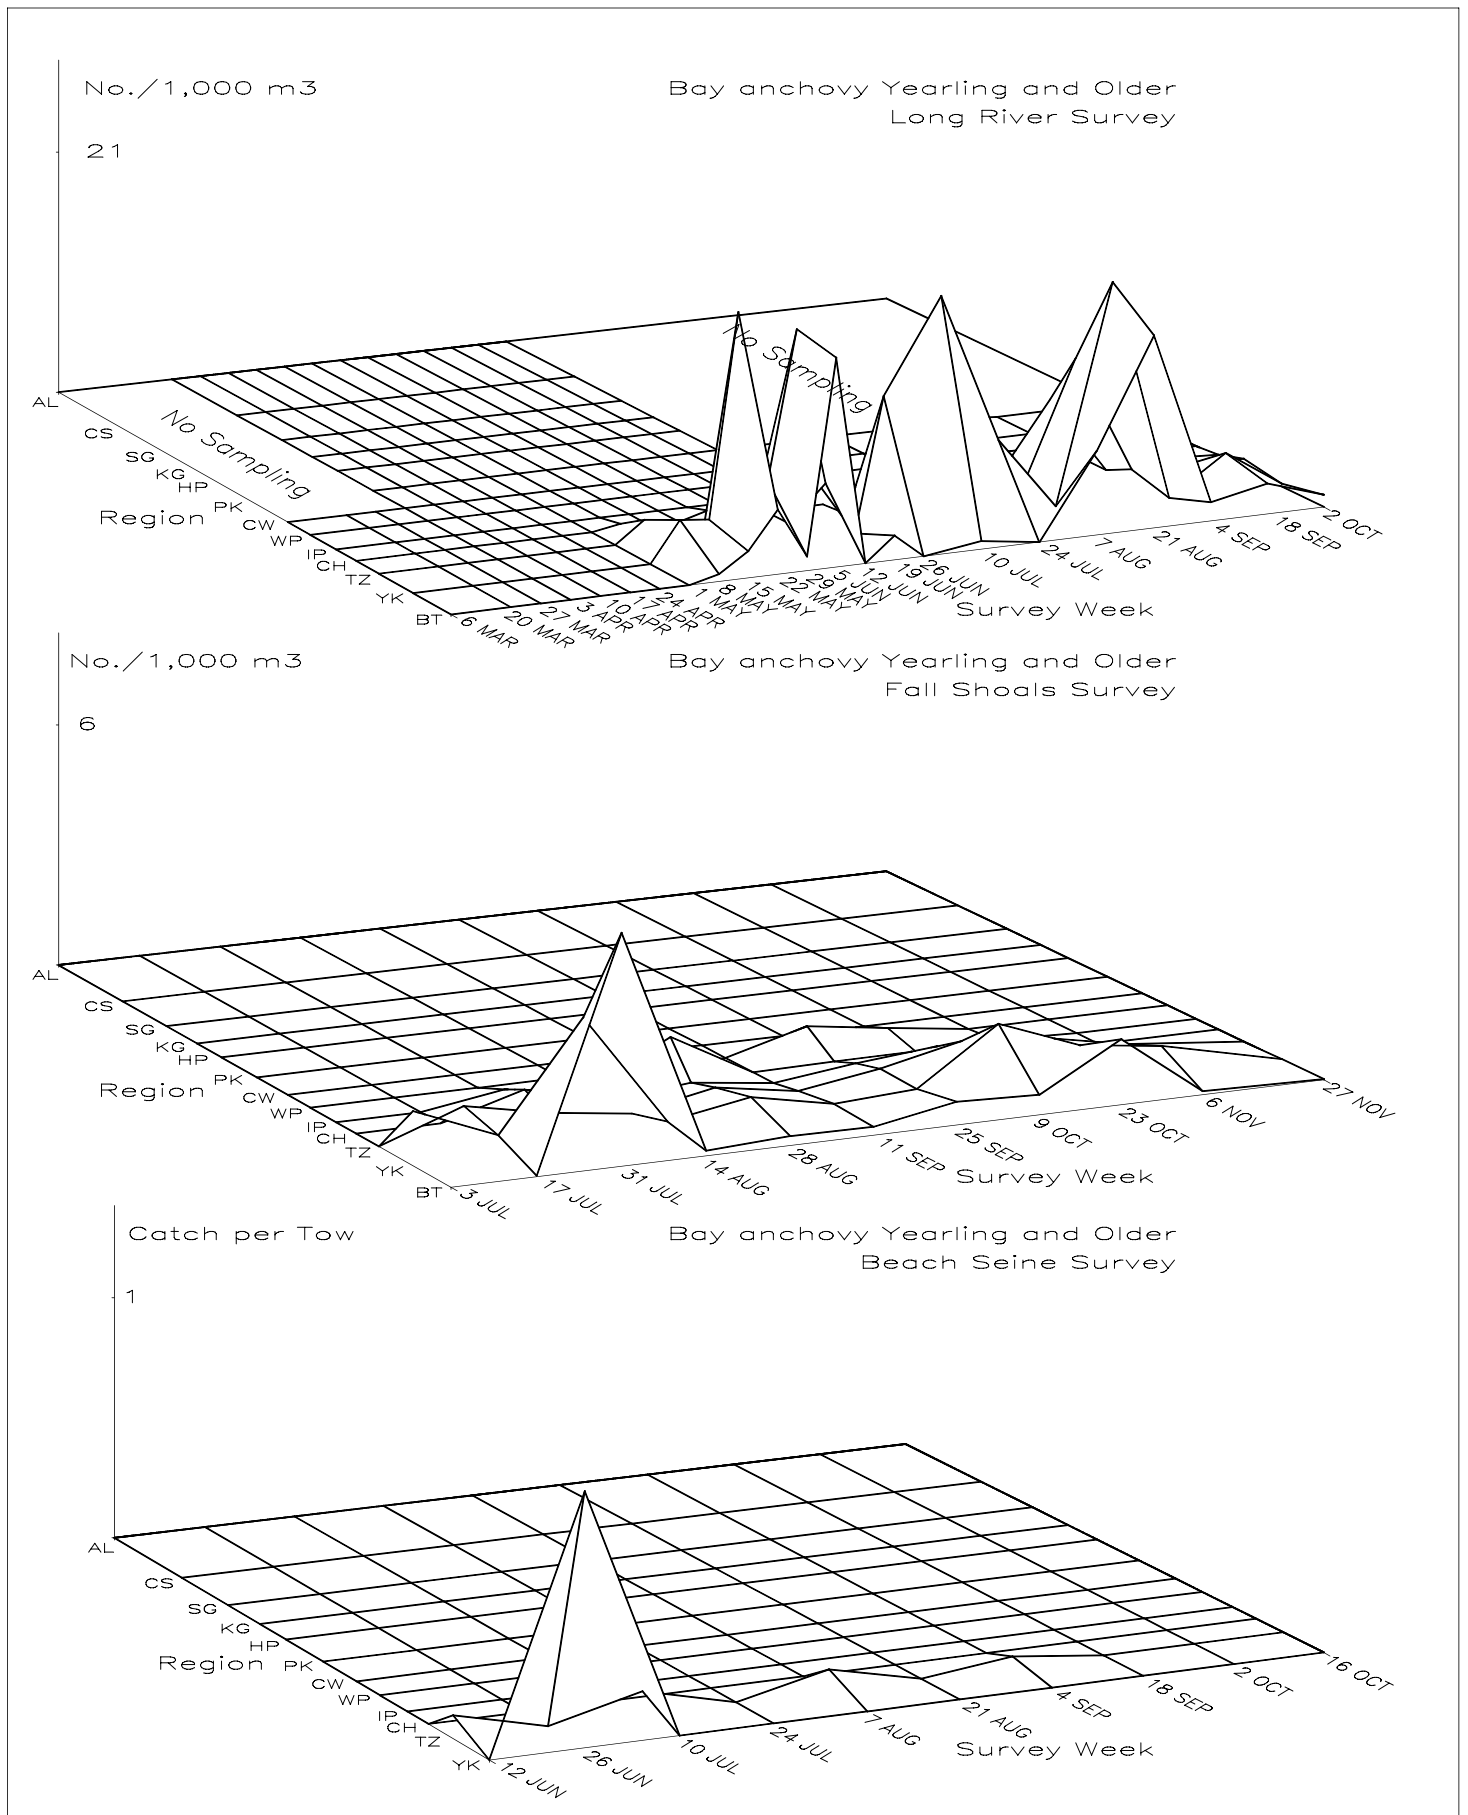 No./1,000 m3
Bay anchovy Yearling and Older
Long River Survey
21
No Sampling
AL
CS
SG
KG
HP
PK
CW
WP
IP
CH
TZ
YK
BT
No Sampling
Region
6 MAR
20 MAR
27 MAR
3 APR
10 APR
17 APR
24 APR
1 MAY
8 MAY
15 MAY
22 MAY
29 MAY
5 JUN
12 JUN
19 JUN
26 JUN
10 JUL
24 JUL
7 AUG
21 AUG
4 SEP
18 SEP
2 OCT
Survey Week
No./1,000 m3
Bay anchovy Yearling and Older
Fall Shoals Survey
6
AL
CS
SG
KG
HP
PK
CW
WP
IP
CH
TZ
YK
BT
Region
3 JUL
17 JUL
31 JUL
14 AUG
28 AUG
11 SEP
25 SEP
9 OCT
23 OCT
6 NOV
27 NOV
Survey Week
Catch per Tow
Bay anchovy Yearling and Older
Beach Seine Survey
1
AL
CS
SG
KG
HP
PK
CW
WP
IP
CH
TZ
YK
Region
12 JUN
26 JUN
10 JUL
24 JUL
7 AUG
21 AUG
4 SEP
18 SEP
2 OCT
16 OCT
Survey Week